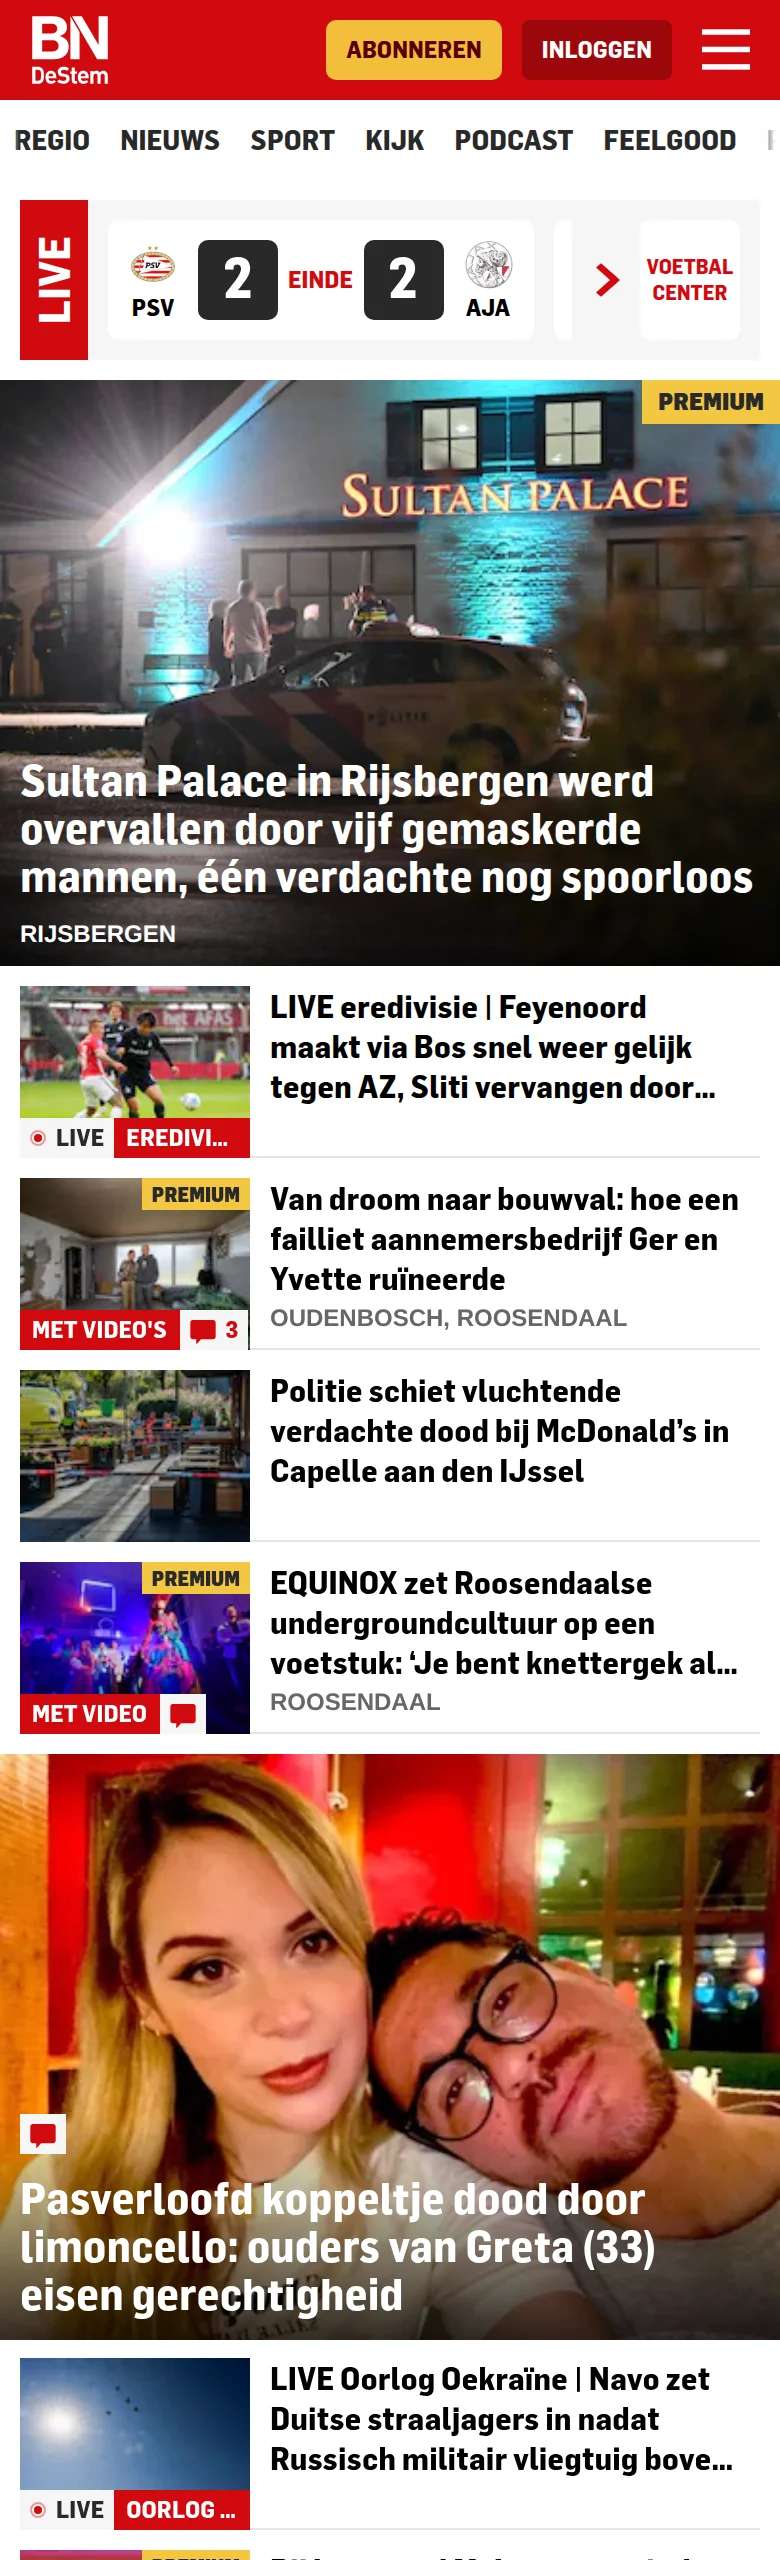 BN
DeStem
ABONNEREN
INLOGGEN
REGIO NIEUWS SPORT KIJK PODCAST FEELGOOD
LIVE
PSV
PSV
2
EINDE
2
AJA
VOETBAL
CENTER
PREMIUM
SULTAN PALACE
POLITIE
Sultan Palace in Rijsbergen werd
overvallen door vijf gemaskerde
mannen, één verdachte nog spoorloos
RIJSBERGEN
het AFAS
LIVE
EREDIVI...
LIVE eredivisie | Feyenoord
maakt via Bos snel weer gelijk
tegen AZ, Sliti vervangen door...
PREMIUM
MET VIDEO'S
3
Van droom naar bouwval: hoe een
failliet aannemersbedrijf Ger en
Yvette ruïneerde
OUDENBOSCH, ROOSENDAAL
Politie schiet vluchtende
verdachte dood bij McDonald’s in
Capelle aan den IJssel
PREMIUM
MET VIDEO
EQUINOX zet Roosendaalse
undergroundcultuur op een
voetstuk: ‘Je bent knettergek al...
ROOSENDAAL
Pasverloofd koppeltje dood door
limoncello: ouders van Greta (33)
eisen gerechtigheid
LIVE
OORLOG ...
LIVE Oorlog Oekraïne | Navo zet
Duitse straaljagers in nadat
Russisch militair vliegtuig bove...